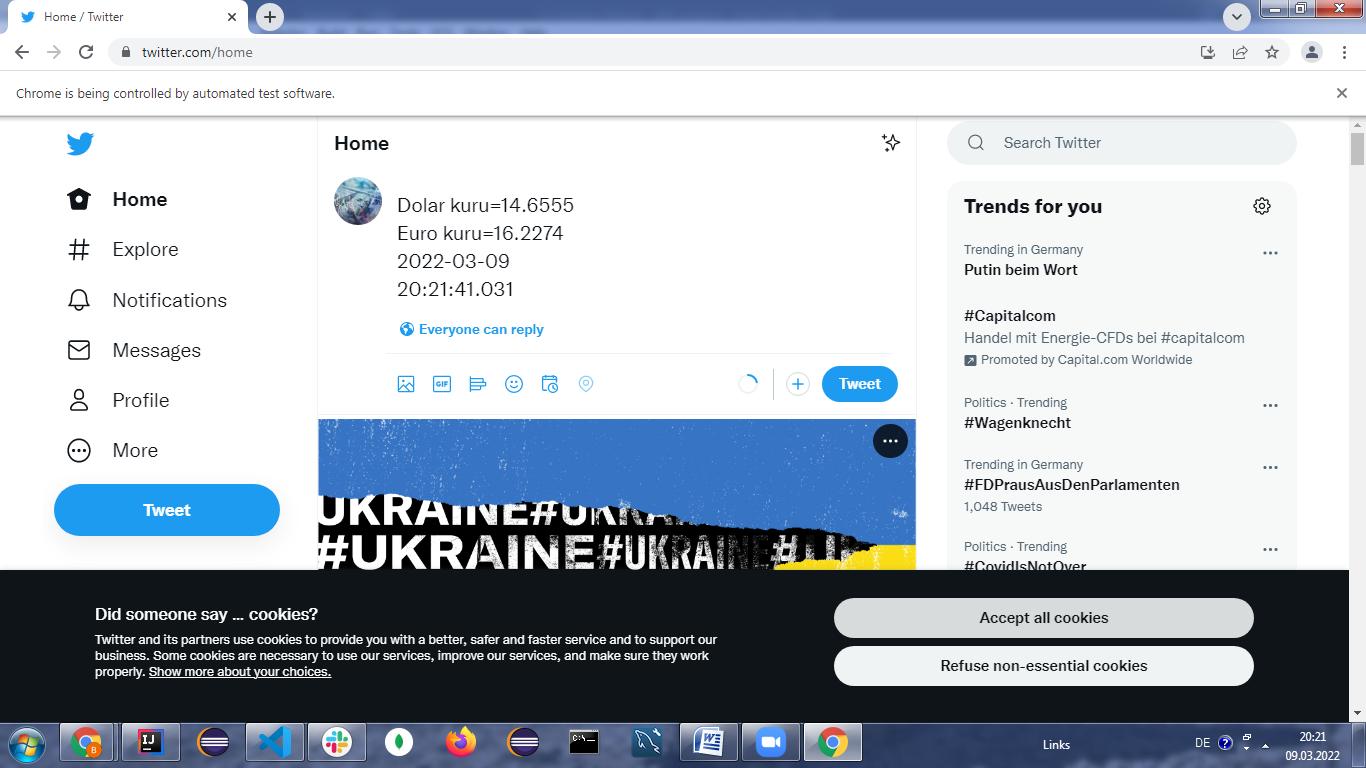 Home / Twitter
twitter.com/home
Chrome is being controlled by automated test software.
Home
Explore
Notifications
Messages
Profile
More
Tweet
Home
Dolar kuru=14.6555
Euro kuru=16.2274
2022-03-09
20:21:41.031
Everyone can reply
GIF
Tweet
UKRAINE#UKRA
#UKRAINE#UKRAINE#
Search Twitter
Trends for you
Trending in Germany
Putin beim Wort
#Capitalcom
Handel mit Energie-CFDs bei #capitalcom
Promoted by Capital.com Worldwide
Politics · Trending
#Wagenknecht
Trending in Germany
#FDPrausAusDenParlamenten
1,048 Tweets
Politics · Trending
#CovidIsNotOver
Did someone say ... cookies?
Twitter and its partners use cookies to provide you with a better, safer and faster service and to support our
business. Some cookies are necessary to use our services, improve our services, and make sure they work
properly. Show more about your choices.
Accept all cookies
Refuse non-essential cookies
Links
DE
20:21
09.03.2022